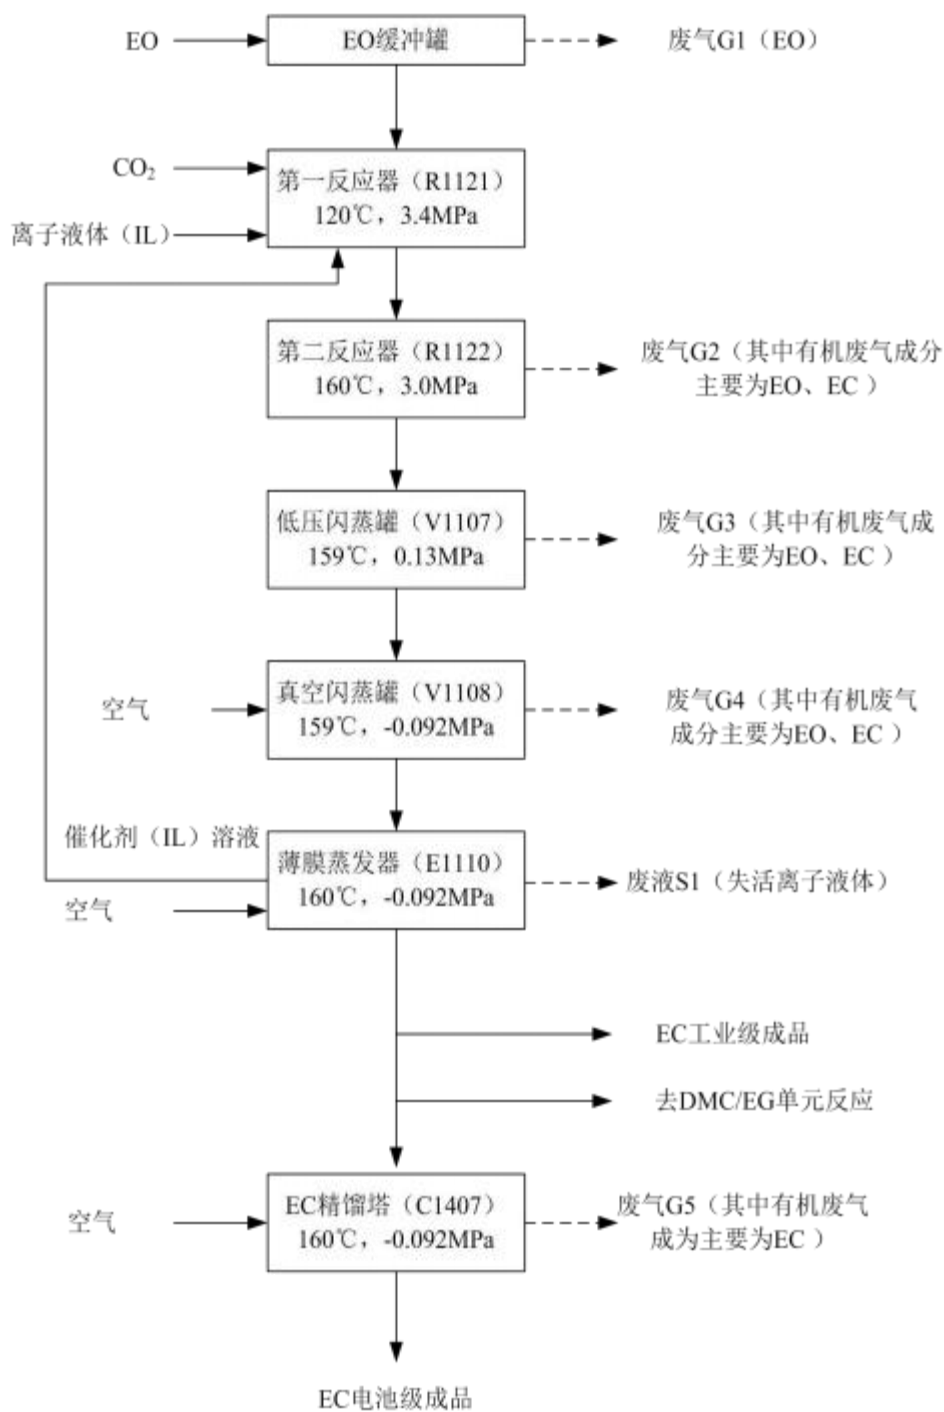 EO
EO缓冲罐
废气G1（EO）
CO₂
离子液体（IL）
第一反应器（R1121）
120℃，3.4MPa
第二反应器（R1122）
160℃，3.0MPa
废气G2（其中有机废气成分
主要为EO、EC ）
低压闪蒸罐（V1107）
159℃，0.13MPa
废气G3（其中有机废气成
分主要为EO、EC ）
空气
真空闪蒸罐（V1108）
159℃，-0.092MPa
废气G4（其中有机废气
成分主要为EO、EC ）
催化剂（IL）溶液
空气
薄膜蒸发器（E1110）
160℃，-0.092MPa
废液S1（失活离子液体）
EC工业级成品
去DMC/EG单元反应
空气
EC精馏塔（C1407）
160℃，-0.092MPa
废气G5（其中有机废气
成为主要为EC ）
EC电池级成品